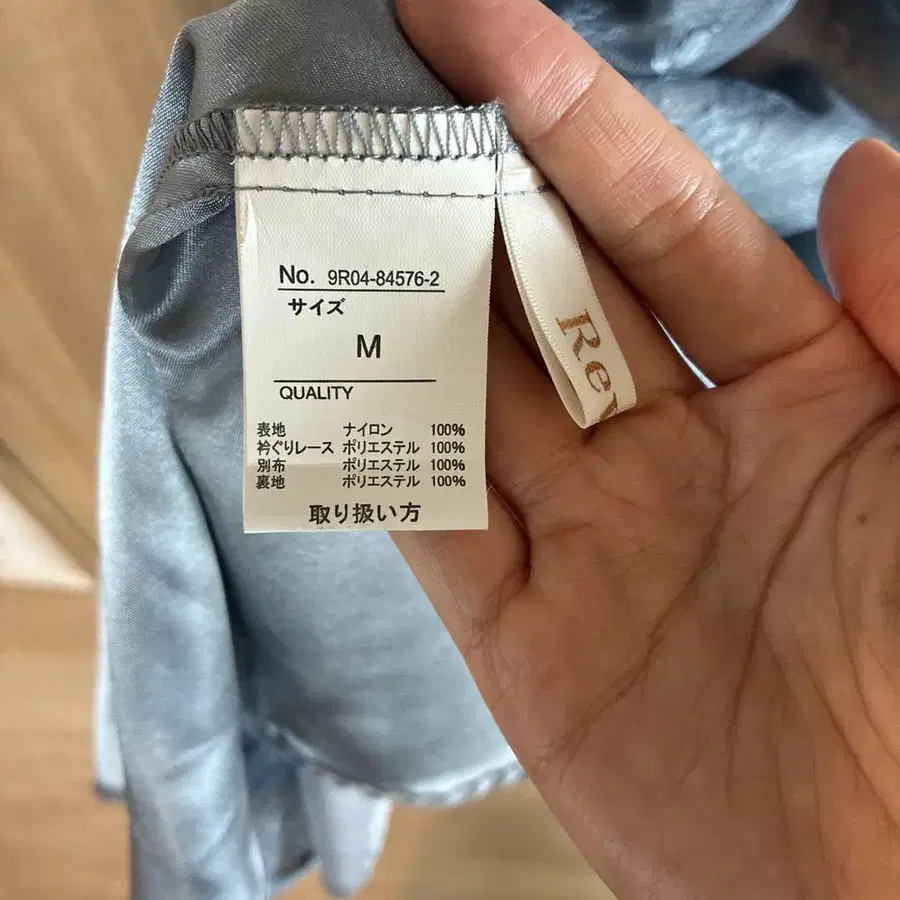 No. 9R04-84576-2
サイズ
M
QUALITY
表地 ナイロン 100%
衿ぐりレース ポリエステル 100%
別布 ポリエステル 100%
裏地 ポリエステル 100%
取り扱い方